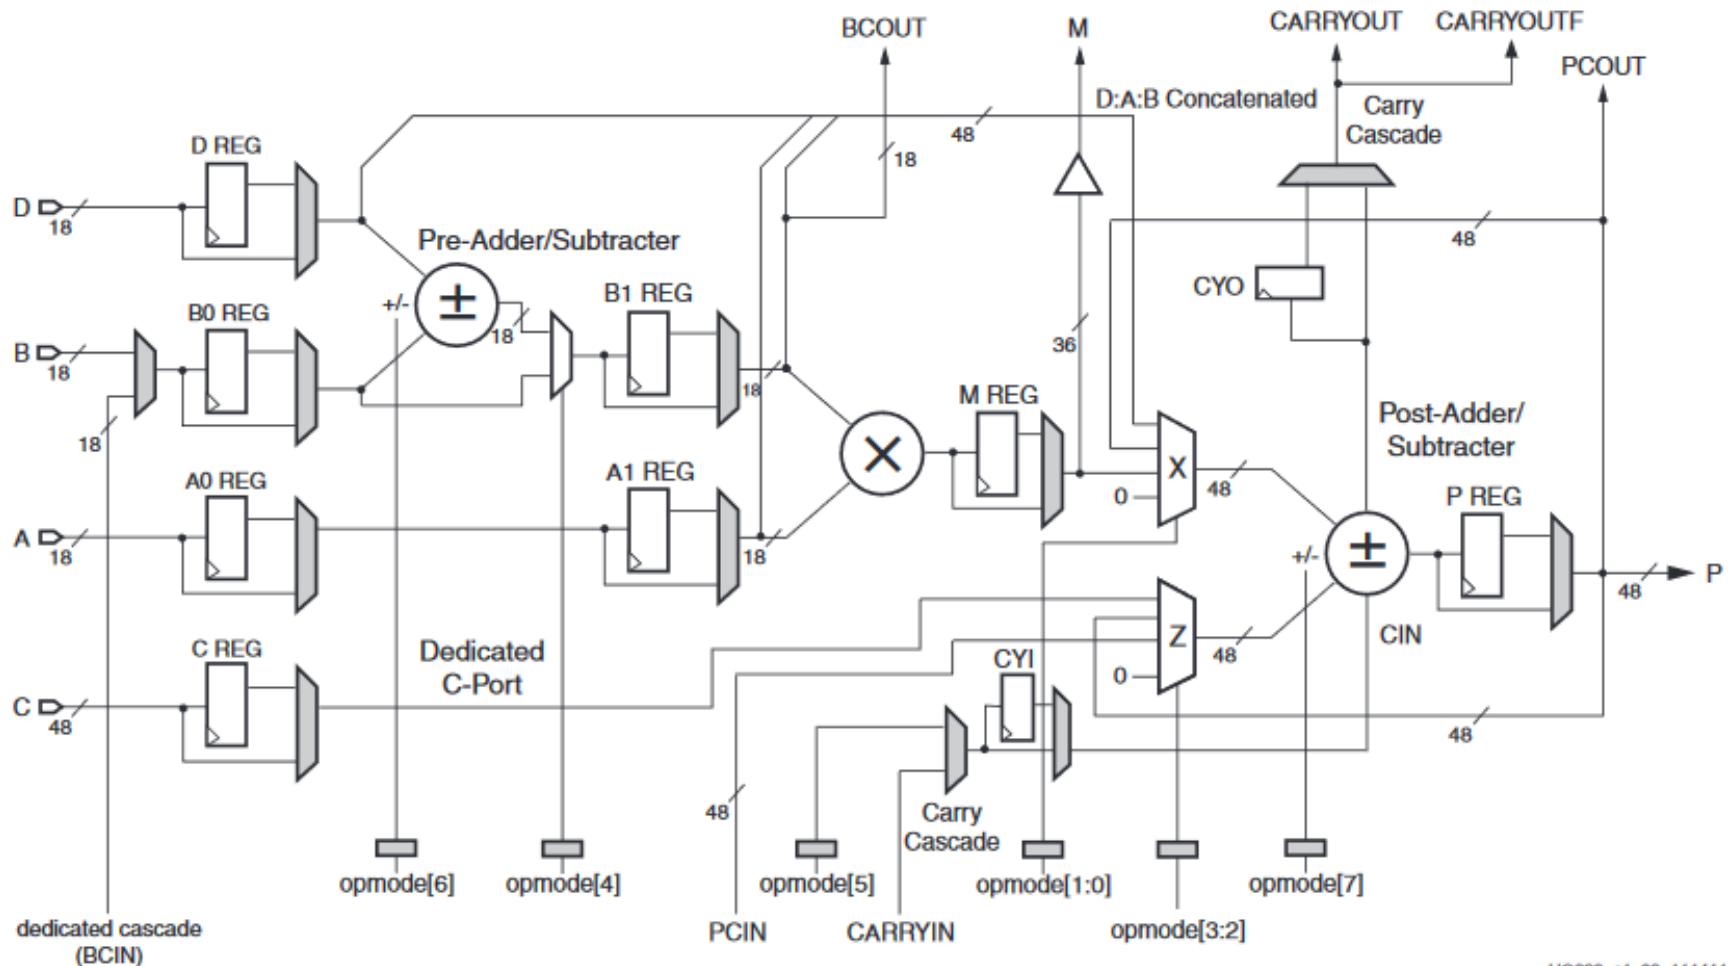 BCOUT
M
CARRYOUT
CARRYOUTF
PCOUT
D:A:B Concatenated
Carry
Cascade
48
18
D REG
D
18
Pre-Adder/Subtracter
48
+/-
±
18
CYO
B0 REG
B1 REG
B
18
36
18
18
M REG
Post-Adder/
Subtracter
×
X
48
0
A0 REG
A1 REG
A
18
18
P REG
+/-
±
P
48
C REG
Dedicated
C-Port
C
48
Z
48
0
CIN
CYI
48
48
Carry
Cascade
opmode[6]
opmode[4]
opmode[5]
opmode[1:0]
opmode[7]
dedicated cascade
(BCIN)
PCIN
CARRYIN
opmode[3:2]